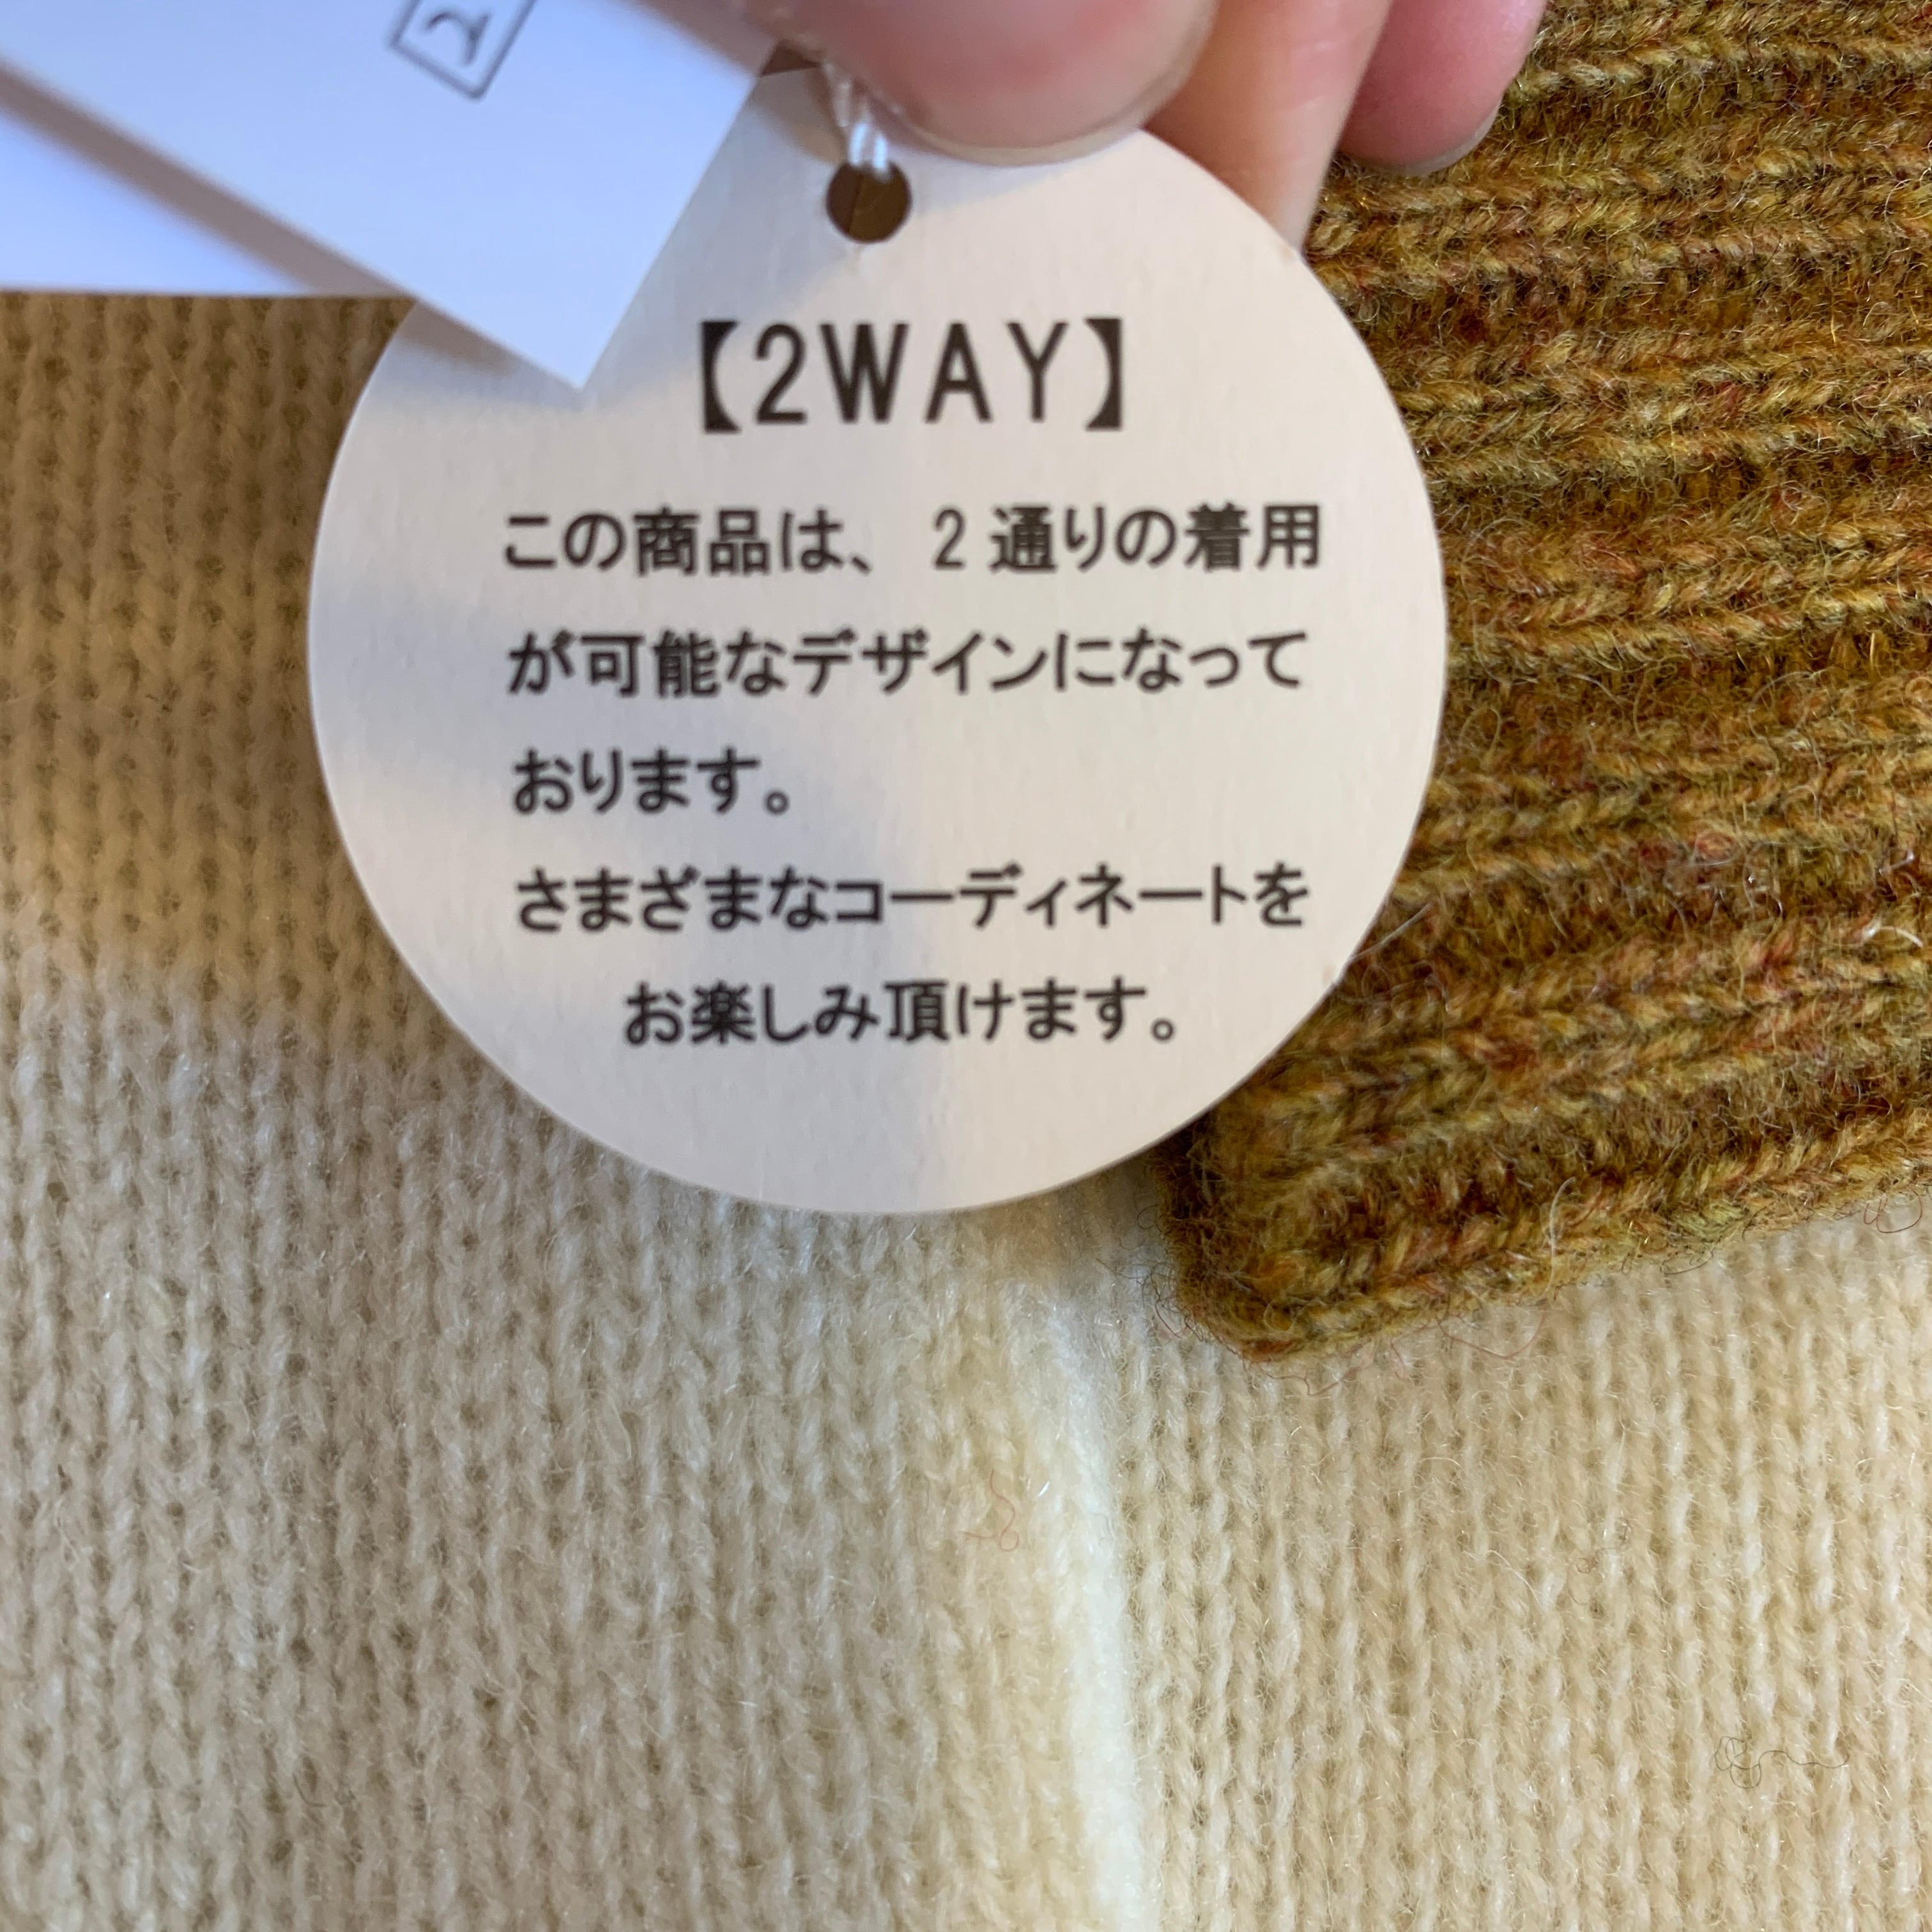 2
【2WAY】
この商品は、2通りの着用
が可能なデザインになって
おります。
さまざまなコーディネートを
お楽しみ頂けます。